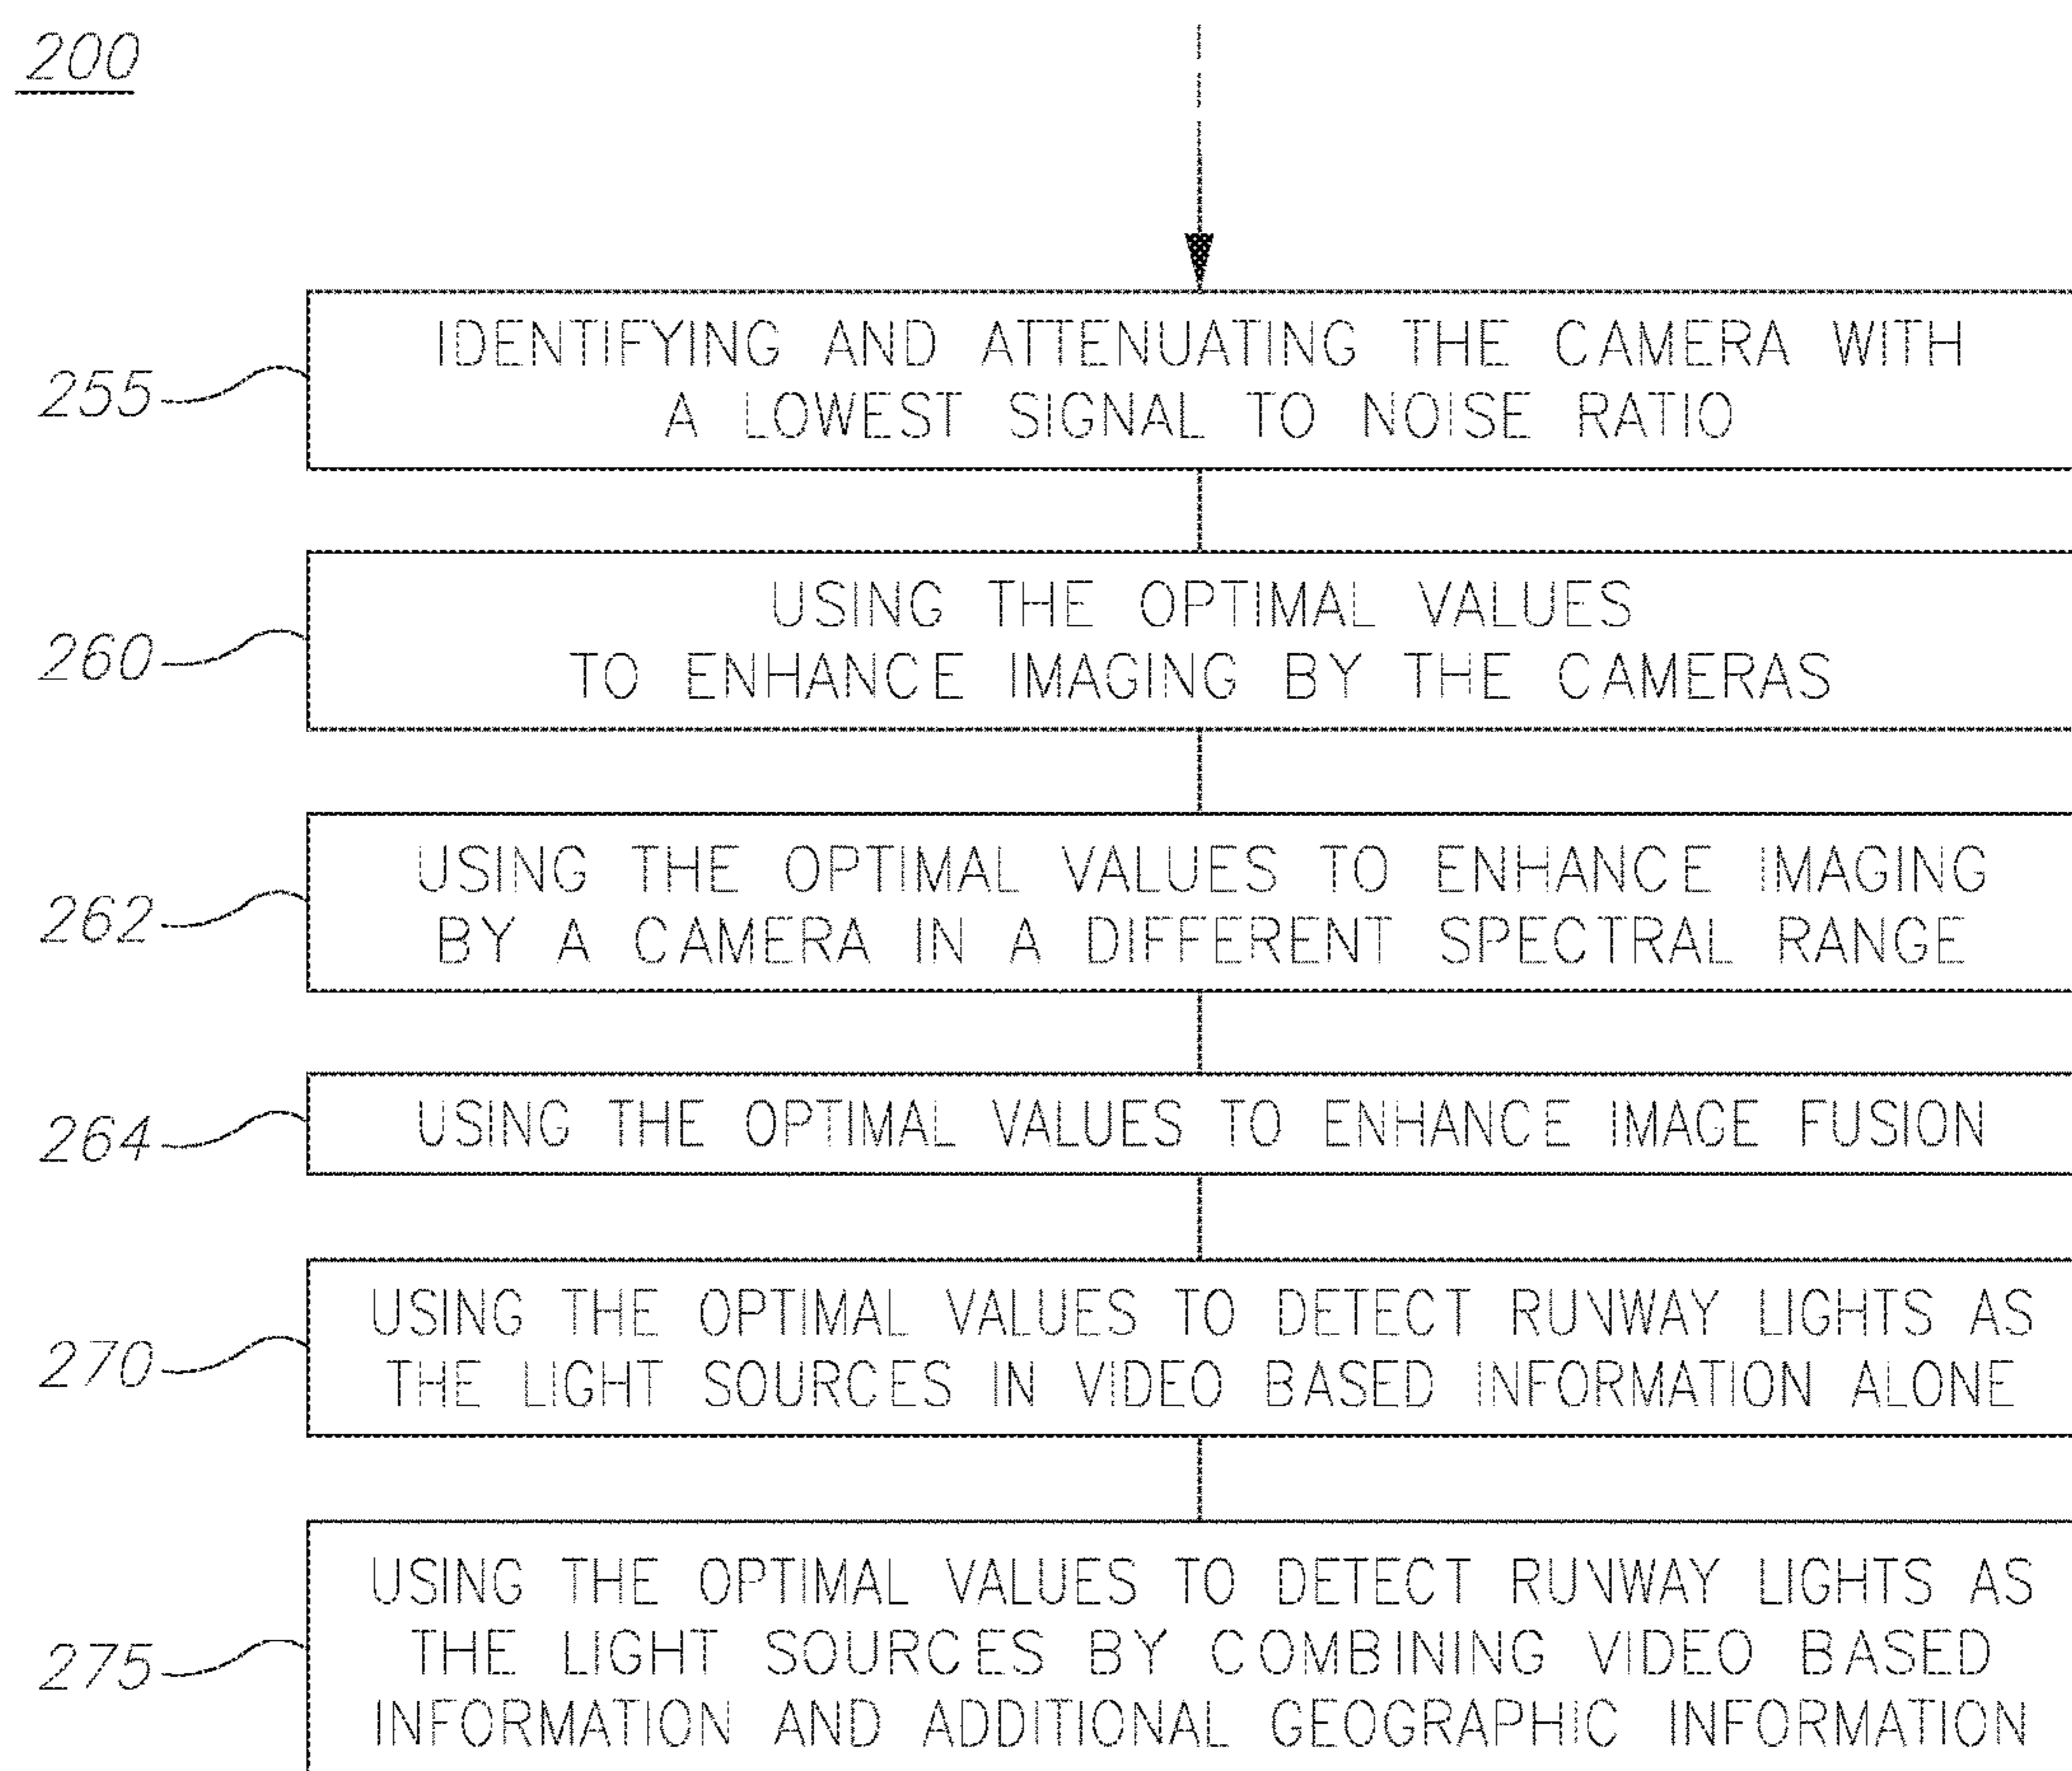 200
255
IDENTIFYING AND ATTENUATING THE CAMERA WITH
A LOWEST SIGNAL TO NOISE RATIO
260
USING THE OPTIMAL VALUES
TO ENHANCE IMAGING BY THE CAMERAS
262
USING THE OPTIMAL VALUES TO ENHANCE IMAGING
BY A CAMERA IN A DIFFERENT SPECTRAL RANGE
264
USING THE OPTIMAL VALUES TO ENHANCE IMAGE FUSION
270
USING THE OPTIMAL VALUES TO DETECT RUNWAY LIGHTS AS
THE LIGHT SOURCES IN VIDEO BASED INFORMATION ALONE
275
USING THE OPTIMAL VALUES TO DETECT RUNWAY LIGHTS AS
THE LIGHT SOURCES BY COMBINING VIDEO BASED
INFORMATION AND ADDITIONAL GEOGRAPHIC INFORMATION